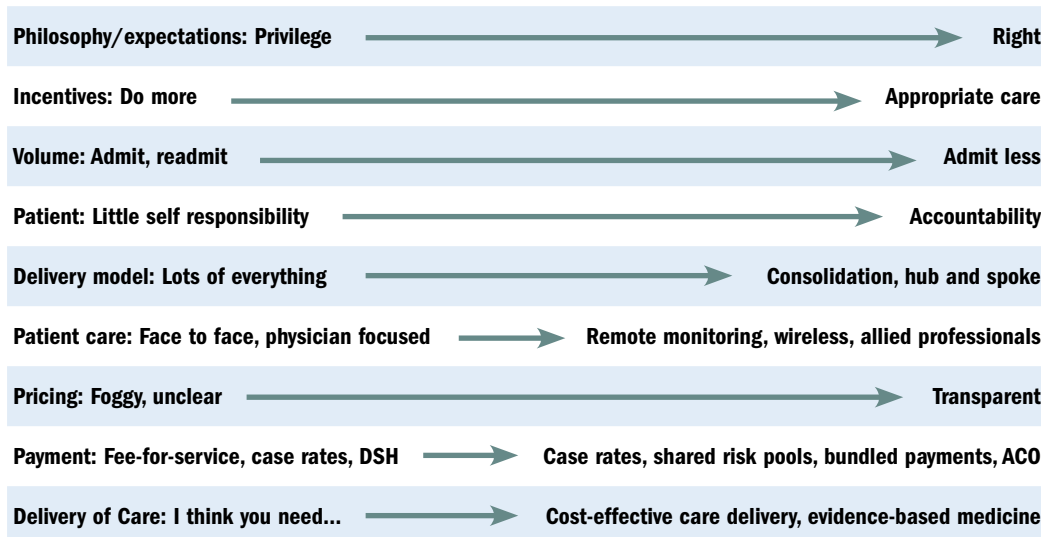 Philosophy/expectations: Privilege Right
Incentives: Do more Appropriate care
Volume: Admit, readmit Admit less
Patient: Little self responsibility Accountability
Delivery model: Lots of everything Consolidation, hub and spoke
Patient care: Face to face, physician focused Remote monitoring, wireless, allied professionals
Pricing: Foggy, unclear Transparent
Payment: Fee-for-service, case rates, DSH Case rates, shared risk pools, bundled payments, ACO
Delivery of Care: I think you need... Cost-effective care delivery, evidence-based medicine